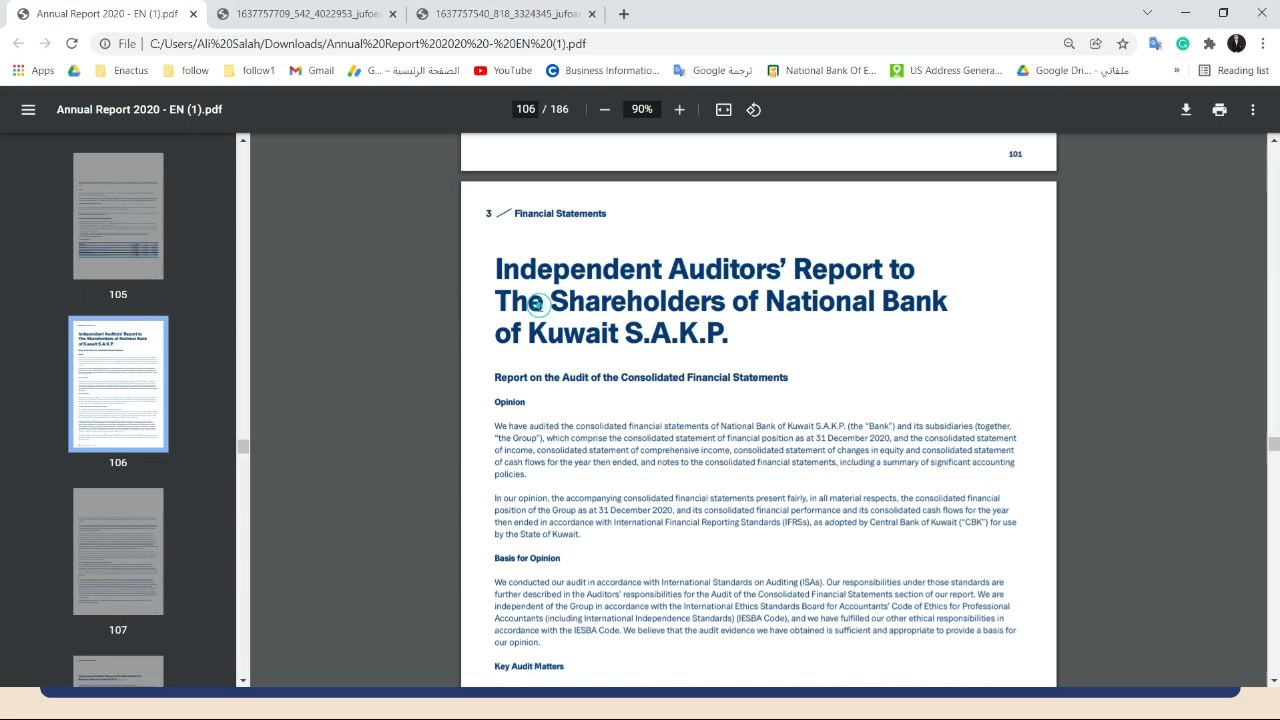 Annual Report 2020 - EN (1).pdf
1637757709_542_4022953_jufoe
1637757540_818_3324345_jufoa
File | C:/Users/Ali Salah/Downloads/Annual%20Report%202020%20-%20EN%20(1).pdf
Apps
Enactus
follow
follow1
Gmail
G... – الصفحة الرئيسية
YouTube
Business Informatio...
Google ترجمة
National Bank Of E...
US Address Genera...
Google Dri... - ملفاتي
»
Reading list
Annual Report 2020 - EN (1).pdf
106 / 186
90%
105
106
107
101
3 / Financial Statements
Independent Auditors’ Report to
The Shareholders of National Bank
of Kuwait S.A.K.P.
Report on the Audit of the Consolidated Financial Statements
Opinion
We have audited the consolidated financial statements of National Bank of Kuwait S.A.K.P. (the “Bank”) and its subsidiaries (together,
“the Group”), which comprise the consolidated statement of financial position as at 31 December 2020, and the consolidated statement
of income, consolidated statement of comprehensive income, consolidated statement of changes in equity and consolidated statement
of cash flows for the year then ended, and notes to the consolidated financial statements, including a summary of significant accounting
policies.
In our opinion, the accompanying consolidated financial statements present fairly, in all material respects, the consolidated financial
position of the Group as at 31 December 2020, and its consolidated financial performance and its consolidated cash flows for the year
then ended in accordance with International Financial Reporting Standards (IFRSs), as adopted by Central Bank of Kuwait (“CBK”) for use
by the State of Kuwait.
Basis for Opinion
We conducted our audit in accordance with International Standards on Auditing (ISAs). Our responsibilities under those standards are
further described in the Auditors’ responsibilities for the Audit of the Consolidated Financial Statements section of our report. We are
independent of the Group in accordance with the International Ethics Standards Board for Accountants’ Code of Ethics for Professional
Accountants (including International Independence Standards) (IESBA Code), and we have fulfilled our other ethical responsibilities in
accordance with the IESBA Code. We believe that the audit evidence we have obtained is sufficient and appropriate to provide a basis for
our opinion.
Key Audit Matters